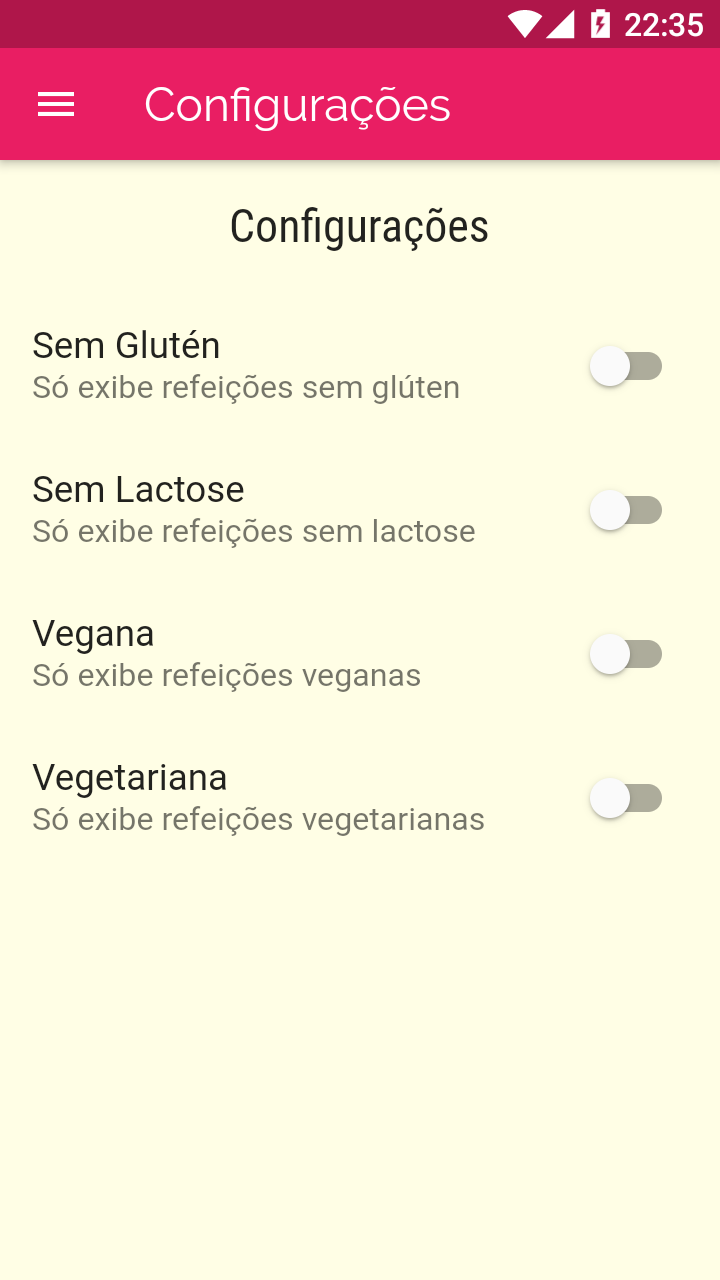 22:35
Configurações
Configurações
Sem Glutén
Só exibe refeições sem glúten
Sem Lactose
Só exibe refeições sem lactose
Vegana
Só exibe refeições veganas
Vegetariana
Só exibe refeições vegetarianas